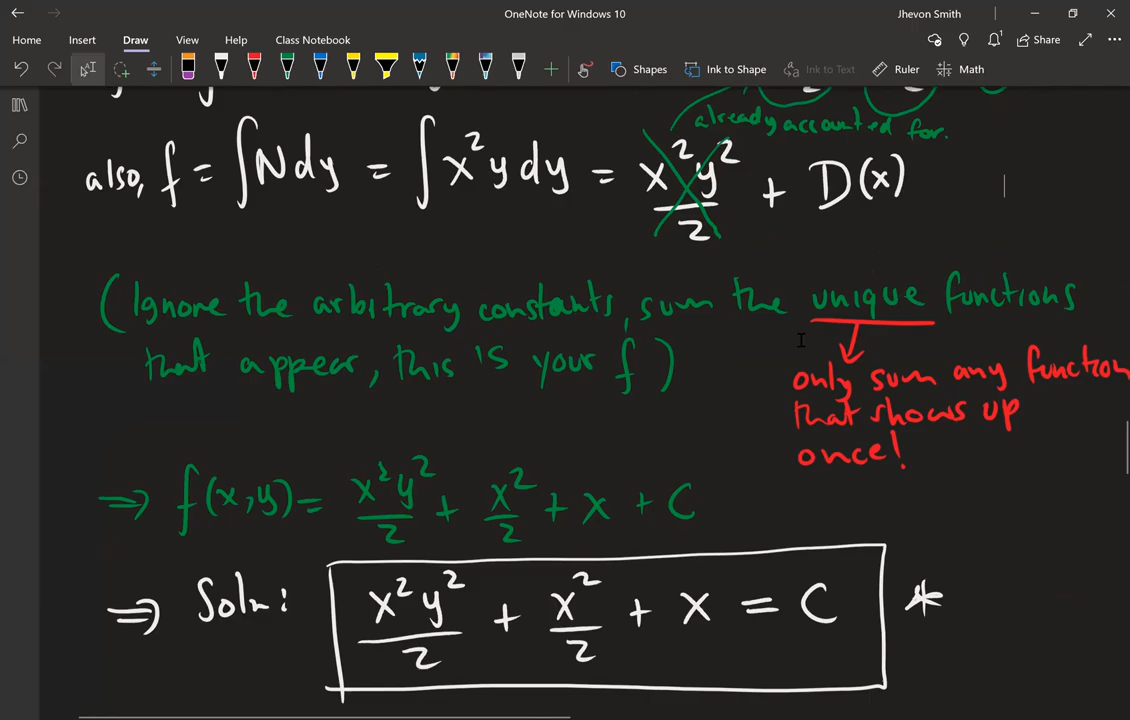 OneNote for Windows 10
Jhevon Smith
Home Insert Draw View Help Class Notebook
Share
Shapes Ink to Shape Ink to Text Ruler Math
already accounted for.
also, f = ∫N dy = ∫x²y dy = x²y²/2 + D(x)
(Ignore the arbitrary constants, sum the unique functions
that appear, this is your f)
only sum any function
that shows up
once!
⇒ f(x,y) = x²y²/2 + x²/2 + x + C
⇒ Soln: x²y²/2 + x²/2 + x = C *